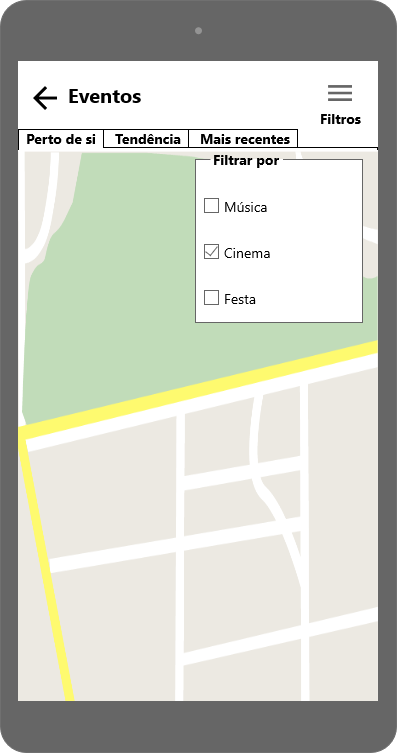 Eventos
Filtros
Perto de si Tendência Mais recentes
Filtrar por
Música
Cinema
Festa